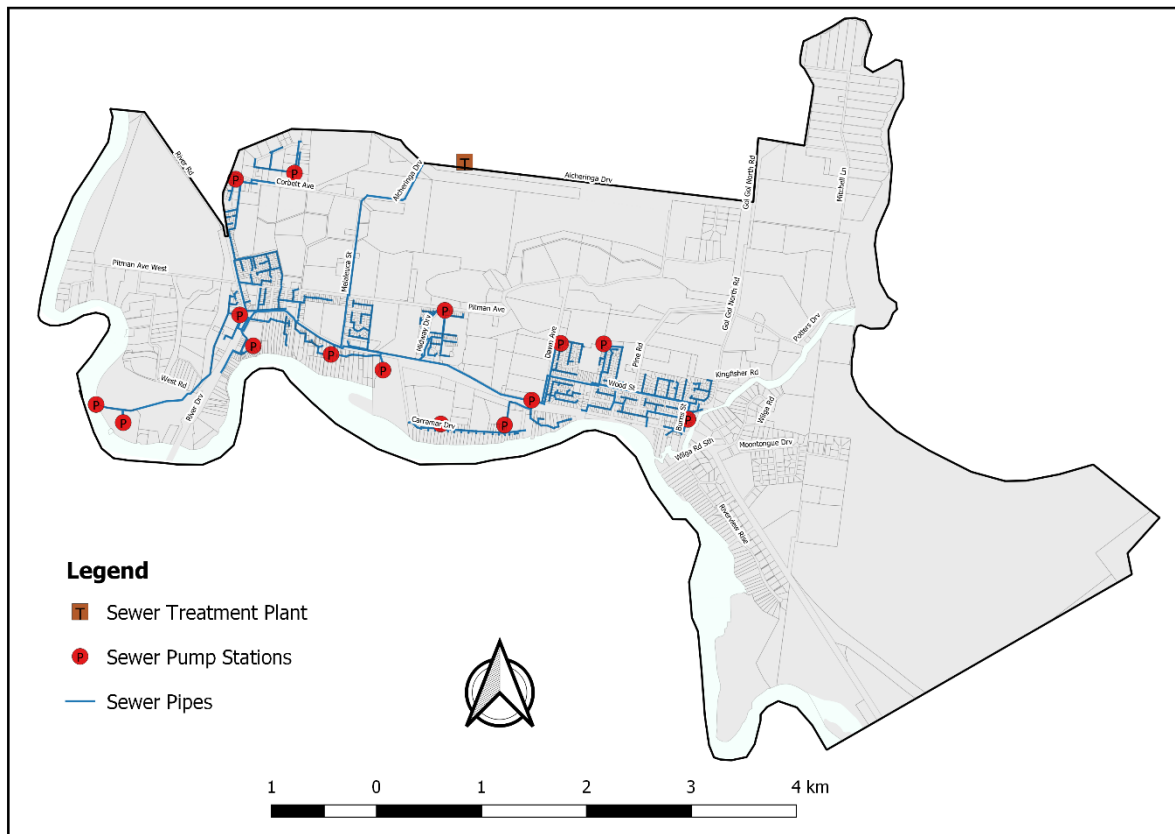 T
Mitchell Ln
River Rd
Alcheringa Drv
Gol Gol North Rd
P
P
Corbett Ave
Alcheringa Drv
Pitman Ave West
Melaleuca St
Pitman Ave
P
P
Midway Drv
Dawn Ave
Gol Gol North Rd
Potters Drv
P
P
P
P
P
Pine Rd
Kingfisher Rd
West Rd
Wood St
P
P
River Drv
P
Carramar Drv
P
P
Burns St
P
Wilga Rd
Wilga Rd Sth
Moontongue Drv
Riverview Rise
Legend
T Sewer Treatment Plant
P Sewer Pump Stations
Sewer Pipes
1 0 1 2 3 4 km